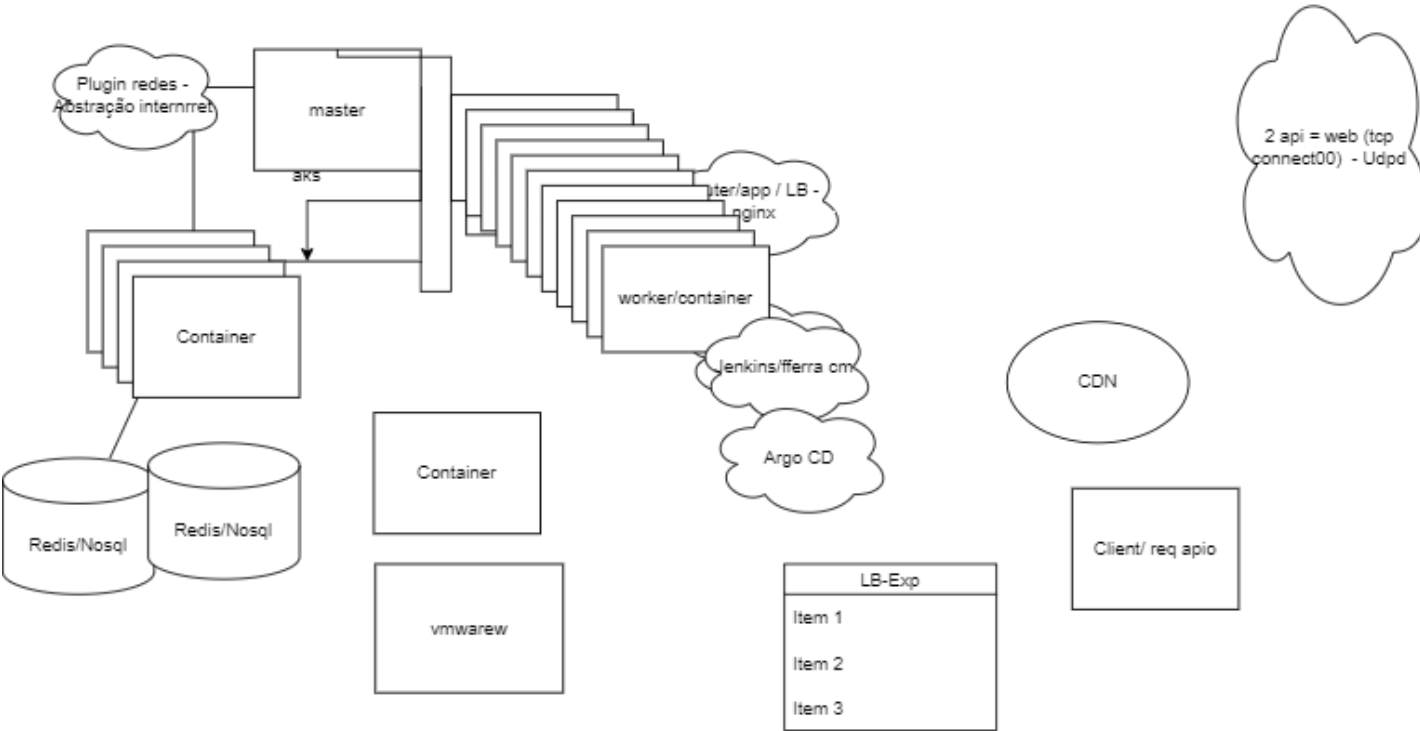 Plugin redes -
Abstração internrret
master
aks
2 api = web (tcp
connect00)  - Udpd
uter/app / LB -
nginx
worker/container
Container
Jenkins/fferra cm
CDN
Container
Argo CD
Redis/Nosql
Redis/Nosql
Client/ req apio
LB-Exp
vmwarew
Item 1
Item 2
Item 3